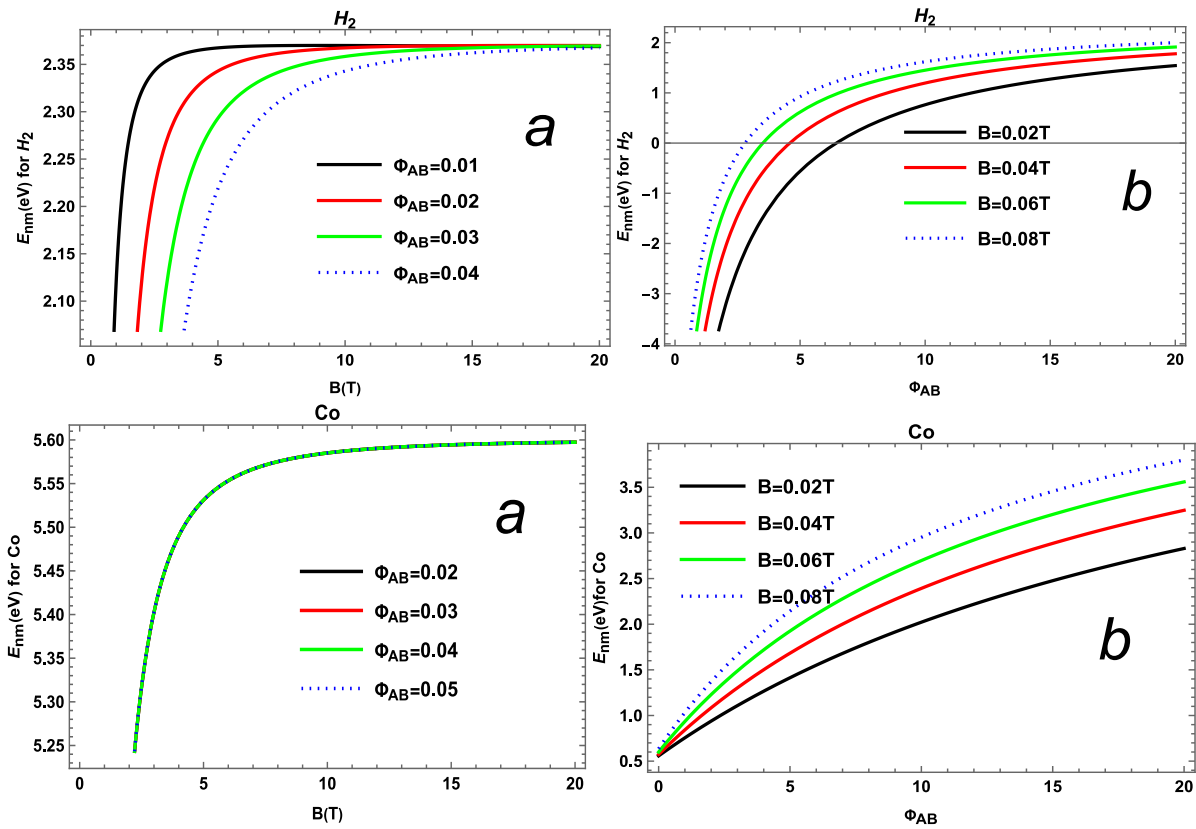 H2
Enm(eV) for H2
2.35
2.30
2.25
2.20
2.15
2.10
a
ΦAB=0.01
ΦAB=0.02
ΦAB=0.03
ΦAB=0.04
0 5 10 15 20
B(T)
H2
Enm(eV) for H2
2
1
0
−1
−2
−3
−4
B=0.02T
B=0.04T
B=0.06T
B=0.08T
b
0 5 10 15 20
ΦAB
Co
Enm(eV) for Co
5.60
5.55
5.50
5.45
5.40
5.35
5.30
5.25
a
ΦAB=0.02
ΦAB=0.03
ΦAB=0.04
ΦAB=0.05
0 5 10 15 20
B(T)
Co
Enm(eV)for Co
3.5
3.0
2.5
2.0
1.5
1.0
0.5
B=0.02T
B=0.04T
B=0.06T
B=0.08T
b
0 5 10 15 20
ΦAB